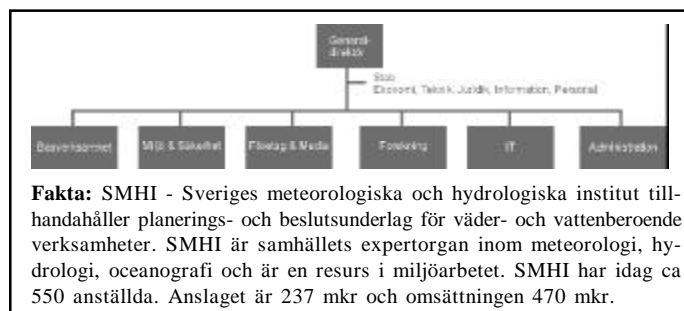 General-
direktör
Stab
Ekonomi, Teknik, Juridik, Information, Personal
Basverksamhet
Miljö & Säkerhet
Företag & Media
Forskning
IT
Administration
Fakta: SMHI - Sveriges meteorologiska och hydrologiska institut till-
handahåller planerings- och beslutsunderlag för väder- och vattenberoende
verksamheter. SMHI är samhällets expertorgan inom meteorologi, hy-
drologi, oceanografi och är en resurs i miljöarbetet. SMHI har idag ca
550 anställda. Anslaget är 237 mkr och omsättningen 470 mkr.